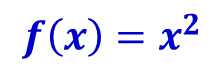 f(x) = x²